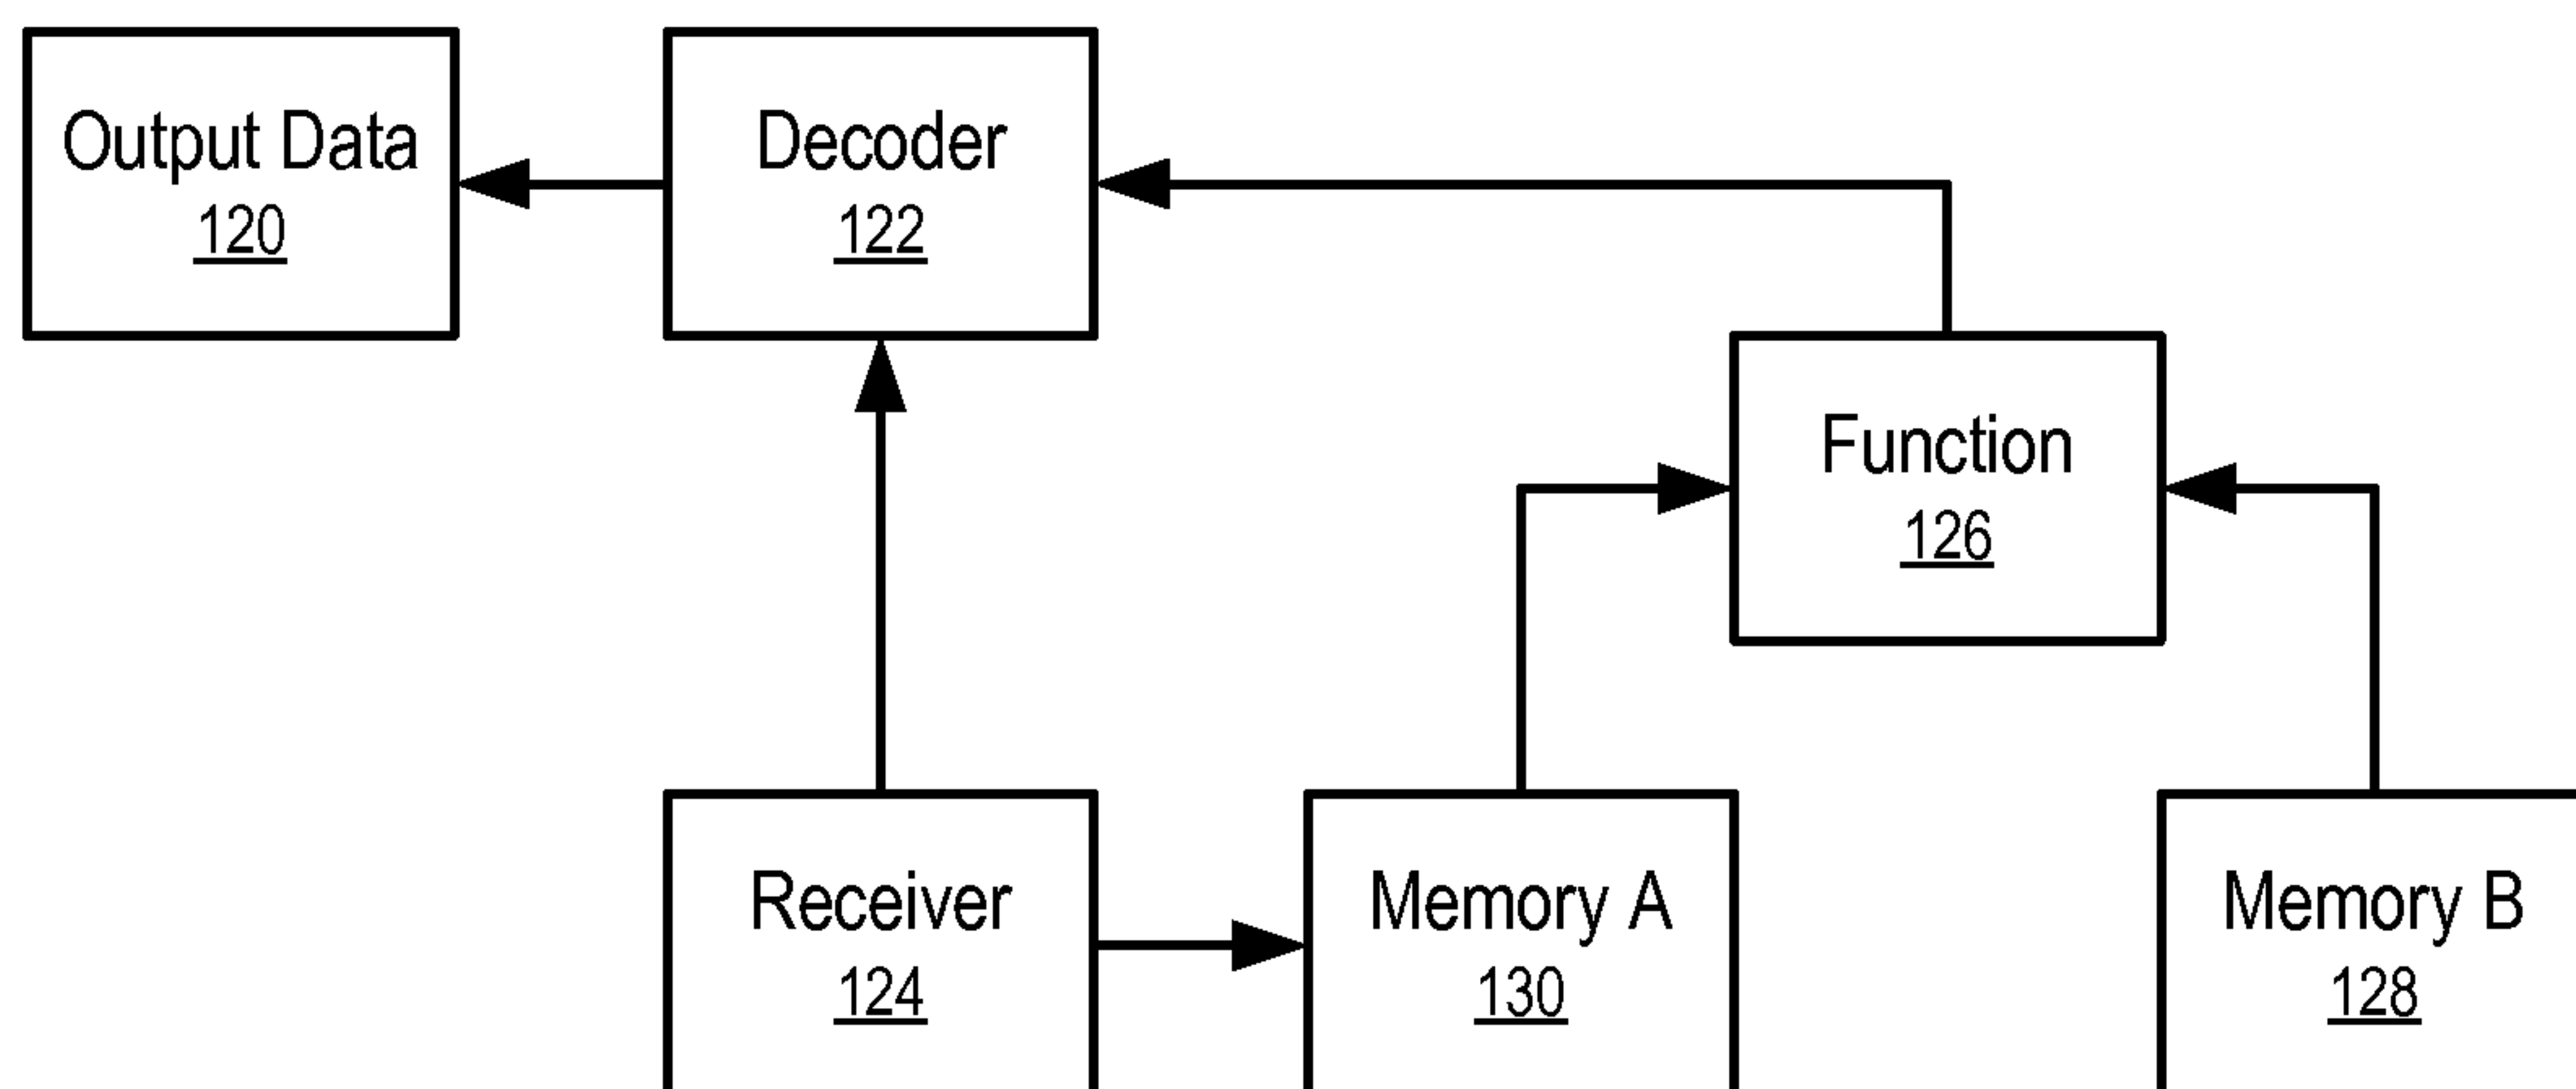 Output Data
120
Decoder
122
Function
126
Receiver
124
Memory A
130
Memory B
128